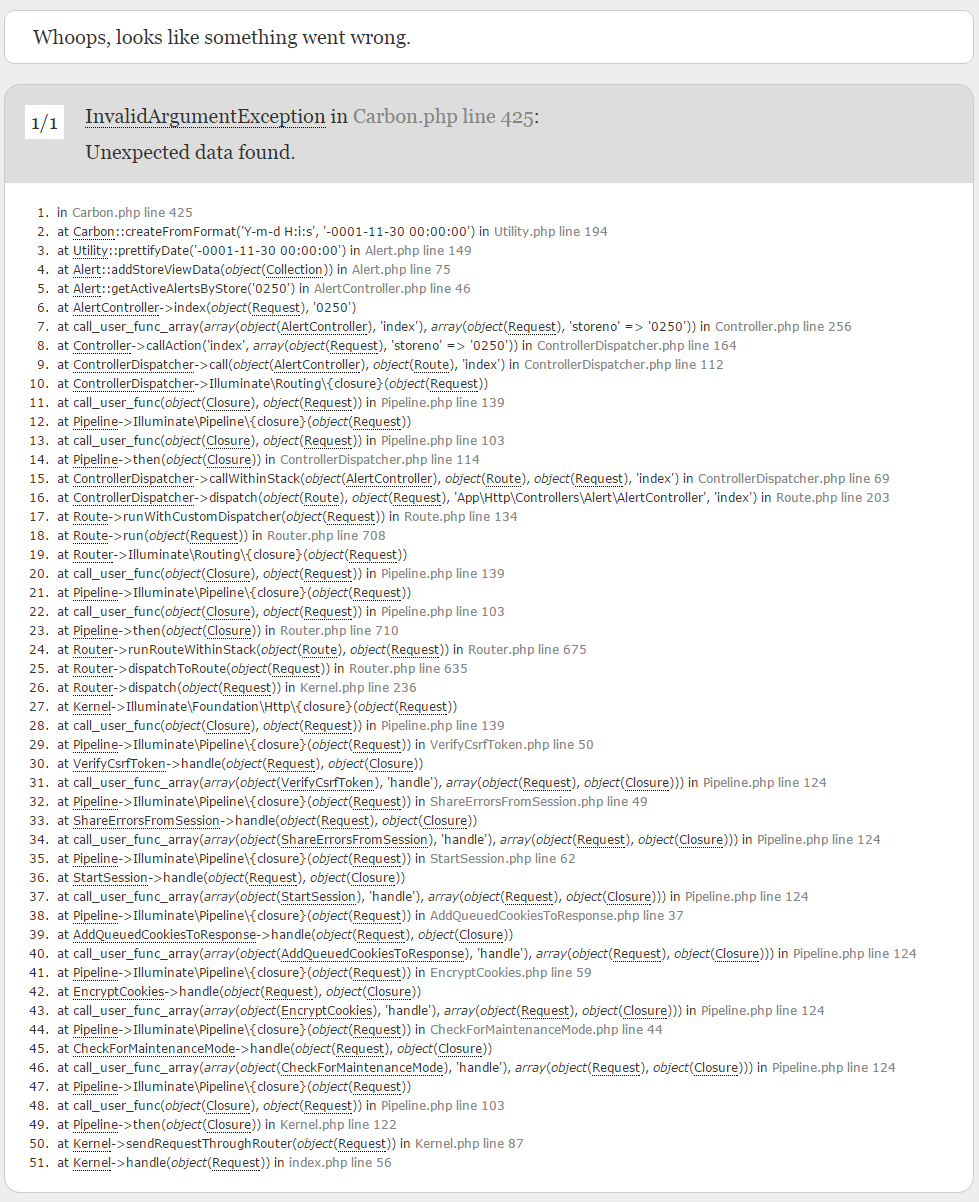 Whoops, looks like something went wrong.
1/1
InvalidArgumentException in Carbon.php line 425:
Unexpected data found.
1. in Carbon.php line 425
2. at Carbon::createFromFormat('Y-m-d H:i:s', '-0001-11-30 00:00:00') in Utility.php line 194
3. at Utility::prettifyDate('-0001-11-30 00:00:00') in Alert.php line 149
4. at Alert::addStoreViewData(object(Collection)) in Alert.php line 75
5. at Alert::getActiveAlertsByStore('0250') in AlertController.php line 46
6. at AlertController->index(object(Request), '0250')
7. at call_user_func_array(array(object(AlertController), 'index'), array(object(Request), 'storeno' => '0250')) in Controller.php line 256
8. at Controller->callAction('index', array(object(Request), 'storeno' => '0250')) in ControllerDispatcher.php line 164
9. at ControllerDispatcher->call(object(AlertController), object(Route), 'index') in ControllerDispatcher.php line 112
10. at ControllerDispatcher->Illuminate\Routing\{closure}(object(Request))
11. at call_user_func(object(Closure), object(Request)) in Pipeline.php line 139
12. at Pipeline->Illuminate\Pipeline\{closure}(object(Request))
13. at call_user_func(object(Closure), object(Request)) in Pipeline.php line 103
14. at Pipeline->then(object(Closure)) in ControllerDispatcher.php line 114
15. at ControllerDispatcher->callWithinStack(object(AlertController), object(Route), object(Request), 'index') in ControllerDispatcher.php line 69
16. at ControllerDispatcher->dispatch(object(Route), object(Request), 'App\Http\Controllers\Alert\AlertController', 'index') in Route.php line 203
17. at Route->runWithCustomDispatcher(object(Request)) in Route.php line 134
18. at Route->run(object(Request)) in Router.php line 708
19. at Router->Illuminate\Routing\{closure}(object(Request))
20. at call_user_func(object(Closure), object(Request)) in Pipeline.php line 139
21. at Pipeline->Illuminate\Pipeline\{closure}(object(Request))
22. at call_user_func(object(Closure), object(Request)) in Pipeline.php line 103
23. at Pipeline->then(object(Closure)) in Router.php line 710
24. at Router->runRouteWithinStack(object(Route), object(Request)) in Router.php line 675
25. at Router->dispatchToRoute(object(Request)) in Router.php line 635
26. at Router->dispatch(object(Request)) in Kernel.php line 236
27. at Kernel->Illuminate\Foundation\Http\{closure}(object(Request))
28. at call_user_func(object(Closure), object(Request)) in Pipeline.php line 139
29. at Pipeline->Illuminate\Pipeline\{closure}(object(Request)) in VerifyCsrfToken.php line 50
30. at VerifyCsrfToken->handle(object(Request), object(Closure))
31. at call_user_func_array(array(object(VerifyCsrfToken), 'handle'), array(object(Request), object(Closure))) in Pipeline.php line 124
32. at Pipeline->Illuminate\Pipeline\{closure}(object(Request)) in ShareErrorsFromSession.php line 49
33. at ShareErrorsFromSession->handle(object(Request), object(Closure))
34. at call_user_func_array(array(object(ShareErrorsFromSession), 'handle'), array(object(Request), object(Closure))) in Pipeline.php line 124
35. at Pipeline->Illuminate\Pipeline\{closure}(object(Request)) in StartSession.php line 62
36. at StartSession->handle(object(Request), object(Closure))
37. at call_user_func_array(array(object(StartSession), 'handle'), array(object(Request), object(Closure))) in Pipeline.php line 124
38. at Pipeline->Illuminate\Pipeline\{closure}(object(Request)) in AddQueuedCookiesToResponse.php line 37
39. at AddQueuedCookiesToResponse->handle(object(Request), object(Closure))
40. at call_user_func_array(array(object(AddQueuedCookiesToResponse), 'handle'), array(object(Request), object(Closure))) in Pipeline.php line 124
41. at Pipeline->Illuminate\Pipeline\{closure}(object(Request)) in EncryptCookies.php line 59
42. at EncryptCookies->handle(object(Request), object(Closure))
43. at call_user_func_array(array(object(EncryptCookies), 'handle'), array(object(Request), object(Closure))) in Pipeline.php line 124
44. at Pipeline->Illuminate\Pipeline\{closure}(object(Request)) in CheckForMaintenanceMode.php line 44
45. at CheckForMaintenanceMode->handle(object(Request), object(Closure))
46. at call_user_func_array(array(object(CheckForMaintenanceMode), 'handle'), array(object(Request), object(Closure))) in Pipeline.php line 124
47. at Pipeline->Illuminate\Pipeline\{closure}(object(Request))
48. at call_user_func(object(Closure), object(Request)) in Pipeline.php line 103
49. at Pipeline->then(object(Closure)) in Kernel.php line 122
50. at Kernel->sendRequestThroughRouter(object(Request)) in Kernel.php line 87
51. at Kernel->handle(object(Request)) in index.php line 56